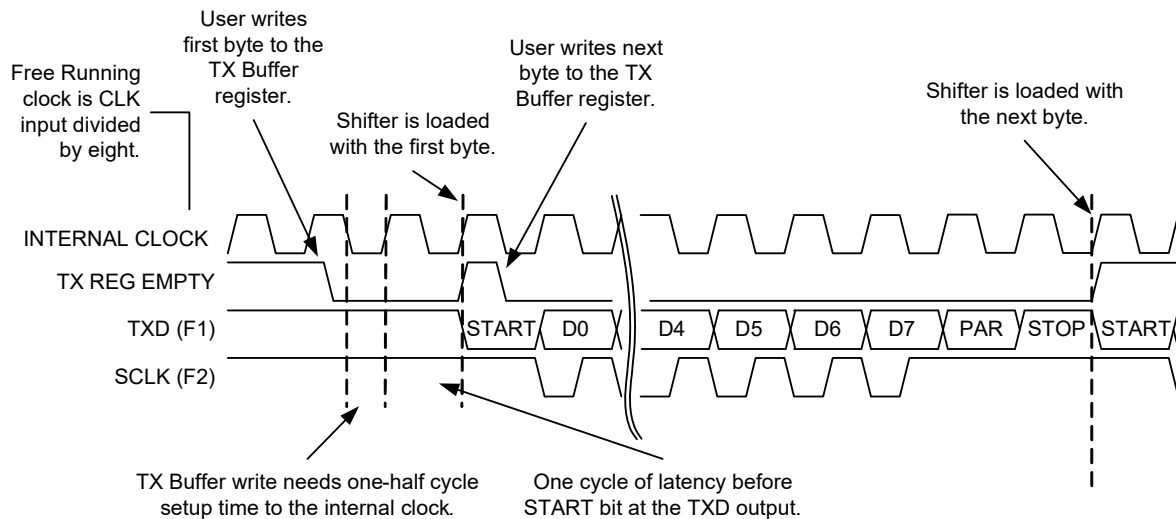 User writes
first byte to the
TX Buffer
register.
User writes next
byte to the TX
Buffer register.
Free Running
clock is CLK
input divided
by eight.
Shifter is loaded
with the first byte.
Shifter is loaded with
the next byte.
INTERNAL CLOCK
TX REG EMPTY
TXD (F1) START D0 D4 D5 D6 D7 PAR STOP START
SCLK (F2)
TX Buffer write needs one-half cycle
setup time to the internal clock.
One cycle of latency before
START bit at the TXD output.